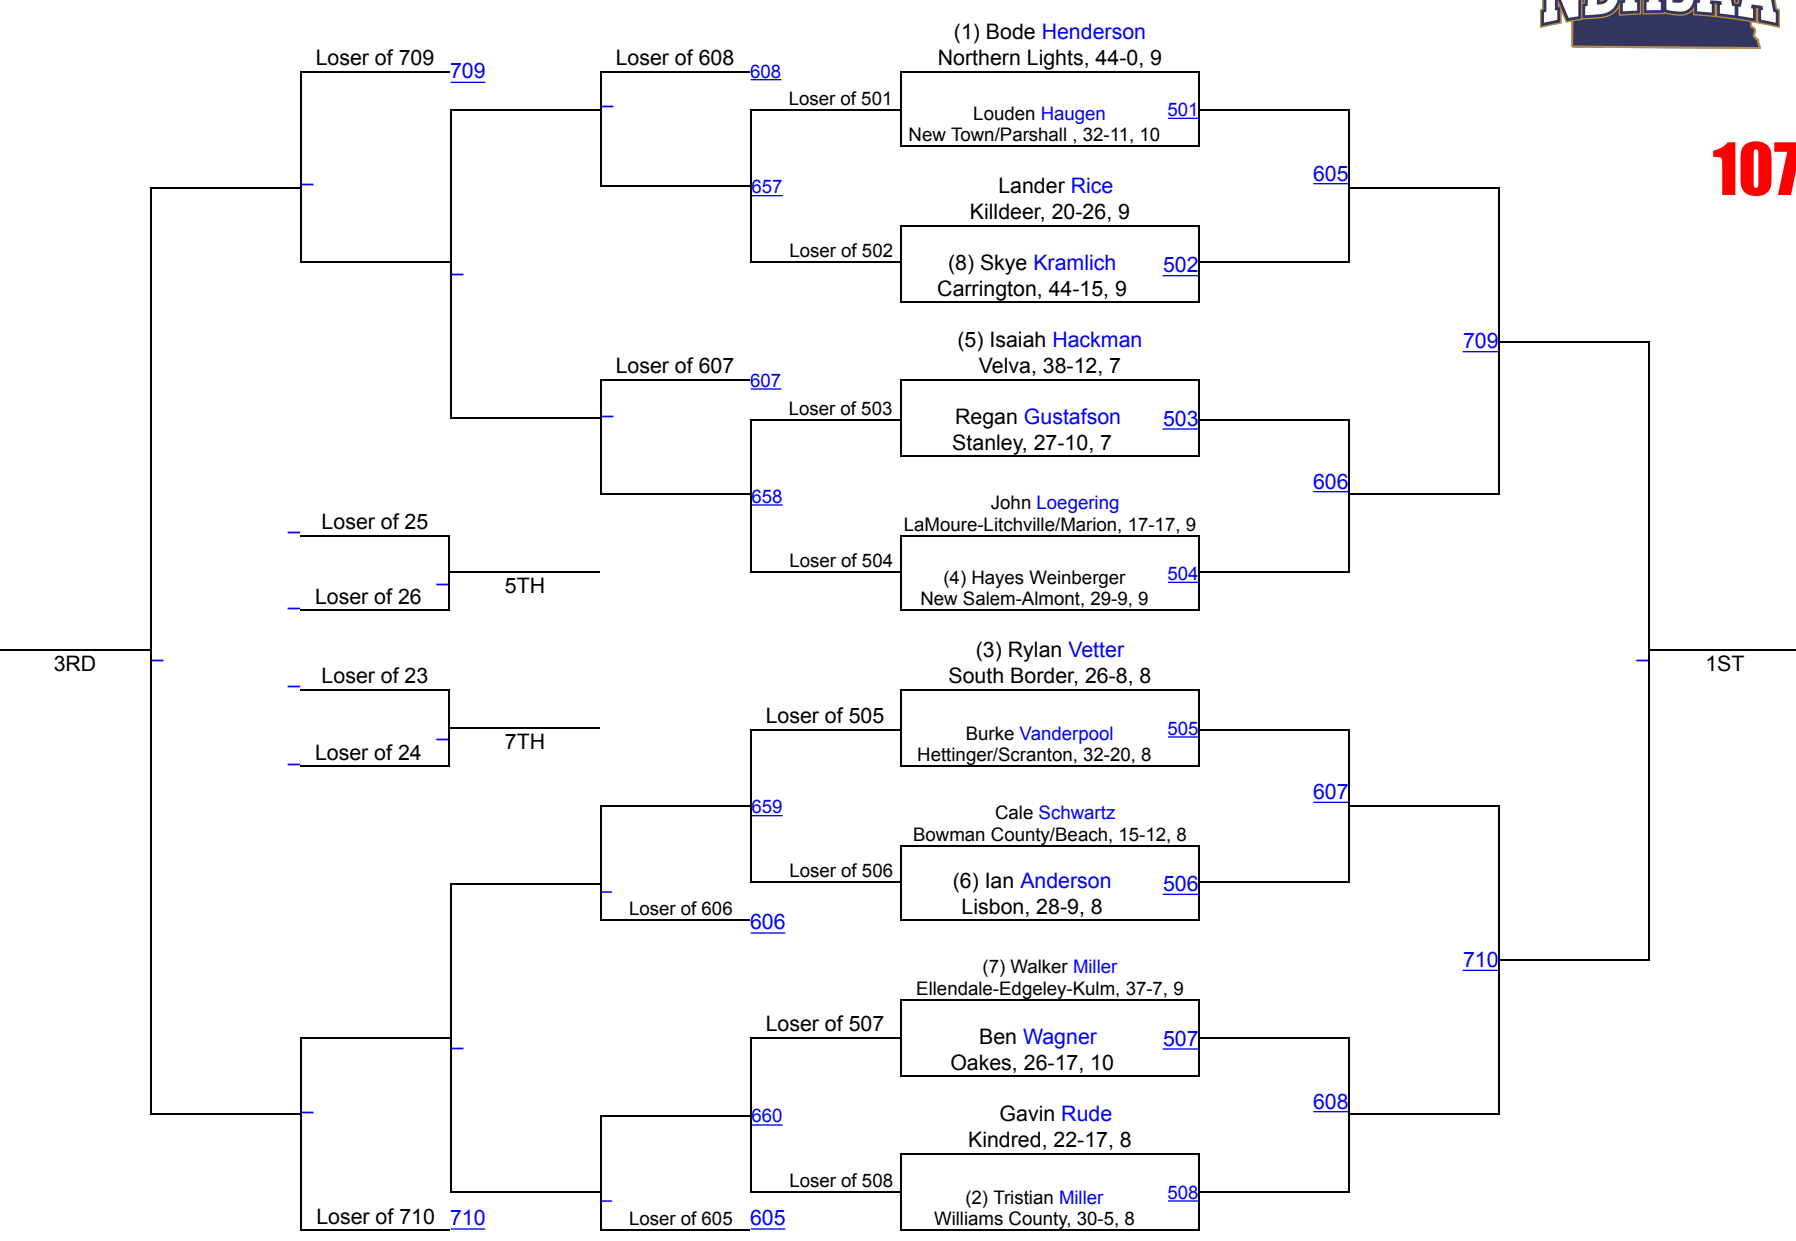 NDHSAA
107
(1) Bode Henderson
Northern Lights, 44-0, 9
Loser of 709
709
Loser of 608
608
Loser of 501
Louden Haugen
New Town/Parshall , 32-11, 10
501
605
657
Lander Rice
Killdeer, 20-26, 9
Loser of 502
(8) Skye Kramlich
Carrington, 44-15, 9
502
(5) Isaiah Hackman
Velva, 38-12, 7
709
Loser of 607
607
Loser of 503
Regan Gustafson
Stanley, 27-10, 7
503
606
658
John Loegering
LaMoure-Litchville/Marion, 17-17, 9
Loser of 504
(4) Hayes Weinberger
New Salem-Almont, 29-9, 9
504
Loser of 25
5TH
Loser of 26
3RD
1ST
(3) Rylan Vetter
South Border, 26-8, 8
Loser of 23
7TH
Loser of 24
Loser of 505
Burke Vanderpool
Hettinger/Scranton, 32-20, 8
505
607
659
Cale Schwartz
Bowman County/Beach, 15-12, 8
Loser of 506
(6) Ian Anderson
Lisbon, 28-9, 8
506
Loser of 606
606
710
(7) Walker Miller
Ellendale-Edgeley-Kulm, 37-7, 9
Loser of 507
Ben Wagner
Oakes, 26-17, 10
507
608
660
Gavin Rude
Kindred, 22-17, 8
Loser of 508
(2) Tristian Miller
Williams County, 30-5, 8
508
Loser of 710
710
Loser of 605
605